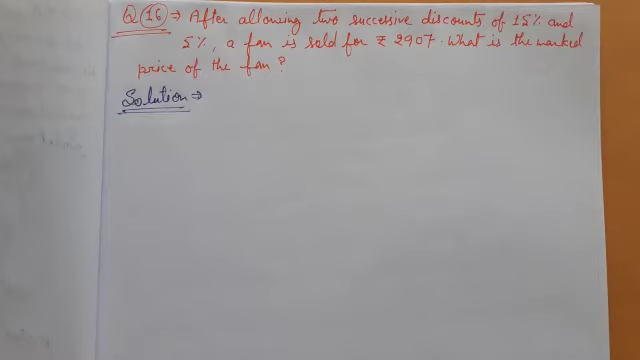 Q(16) ⇒ After allowing two successive discounts of 15% and
5%, a fan is sold for ₹ 2907. What is the marked
price of the fan?
Solution ⇒